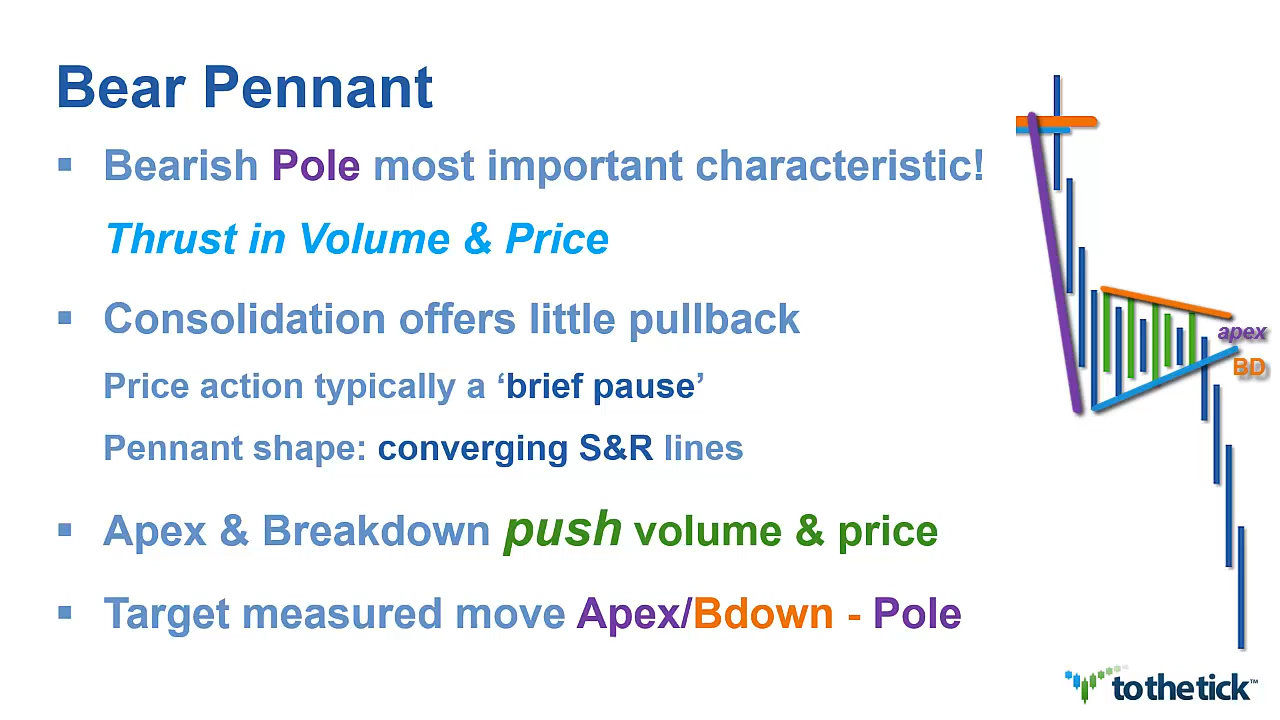 Bear Pennant
▪ Bearish Pole most important characteristic!
Thrust in Volume & Price
▪ Consolidation offers little pullback
Price action typically a ‘brief pause’
Pennant shape: converging S&R lines
▪ Apex & Breakdown push volume & price
▪ Target measured move Apex/Bdown - Pole
apex
BD
tothetick™